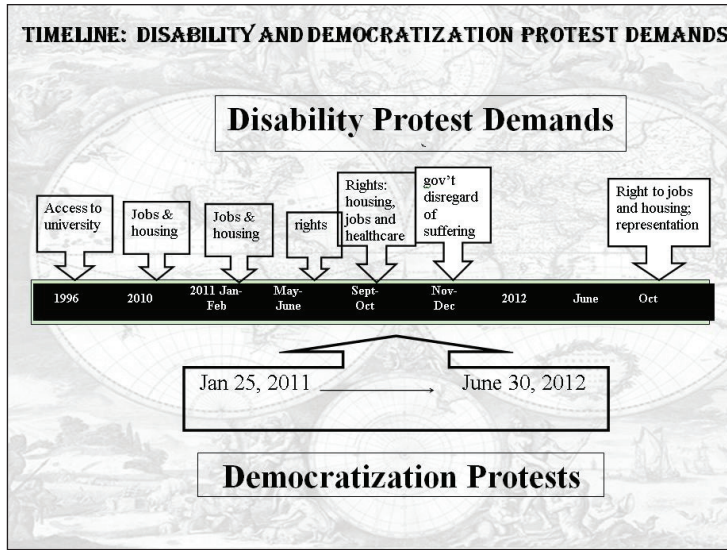 TIMELINE: DISABILITY AND DEMOCRATIZATION PROTEST DEMANDS
Disability Protest Demands
Access to
university
Jobs &
housing
Jobs &
housing
rights
Rights:
housing,
jobs and
healthcare
gov't
disregard
of
suffering
Right to jobs
and housing;
representation
1996
2010
2011 Jan-
Feb
May-
June
Sept-
Oct
Nov-
Dec
2012
June
Oct
Jan 25, 2011
June 30, 2012
Democratization Protests